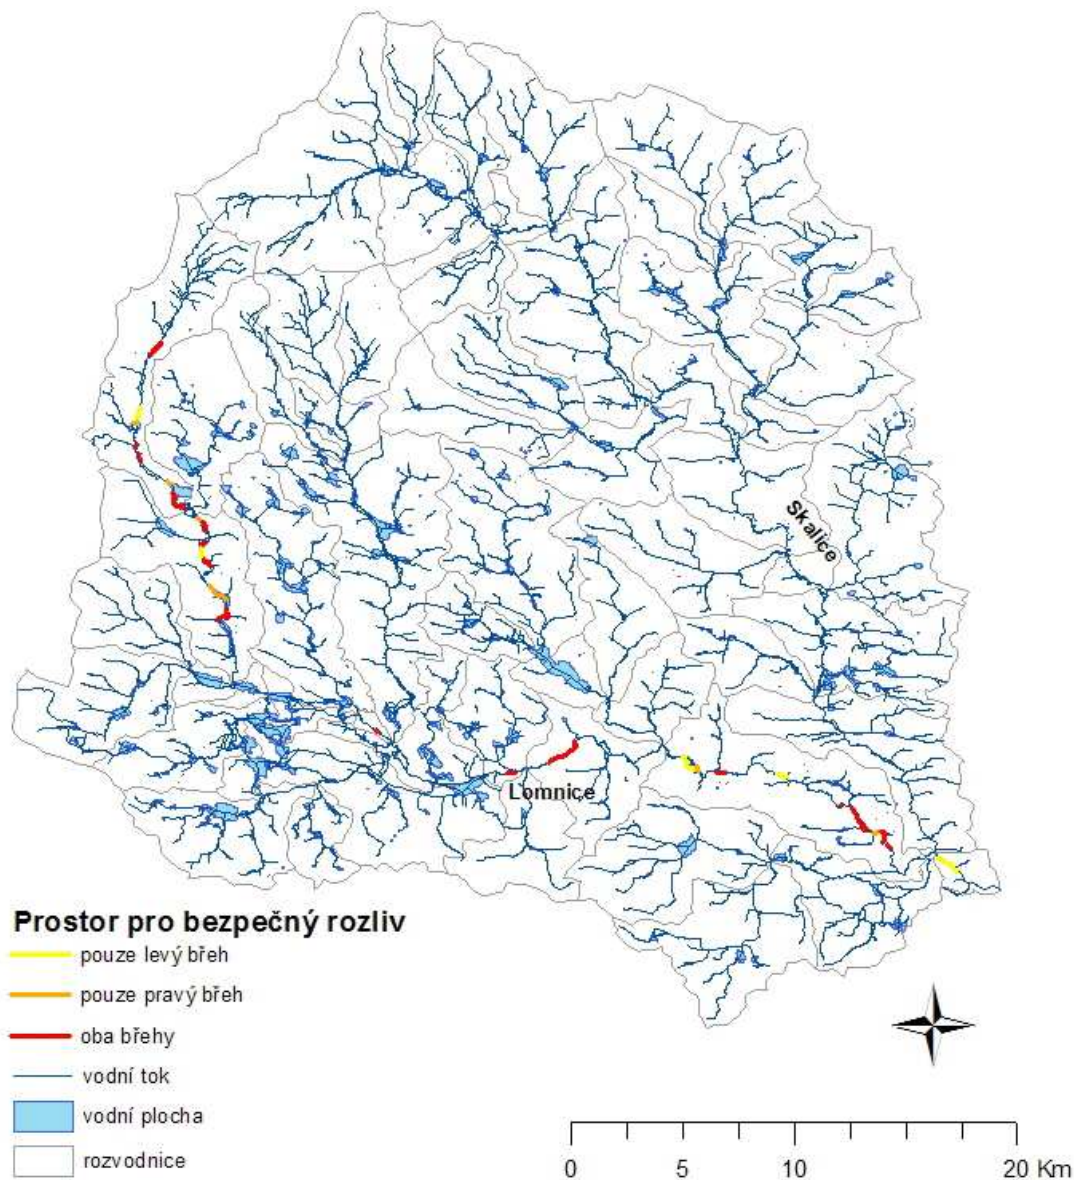 Skalice
Lomnice
Prostor pro bezpečný rozliv
pouze levý břeh
pouze pravý břeh
oba břehy
vodní tok
vodní plocha
rozvodnice
0 5 10 20 Km